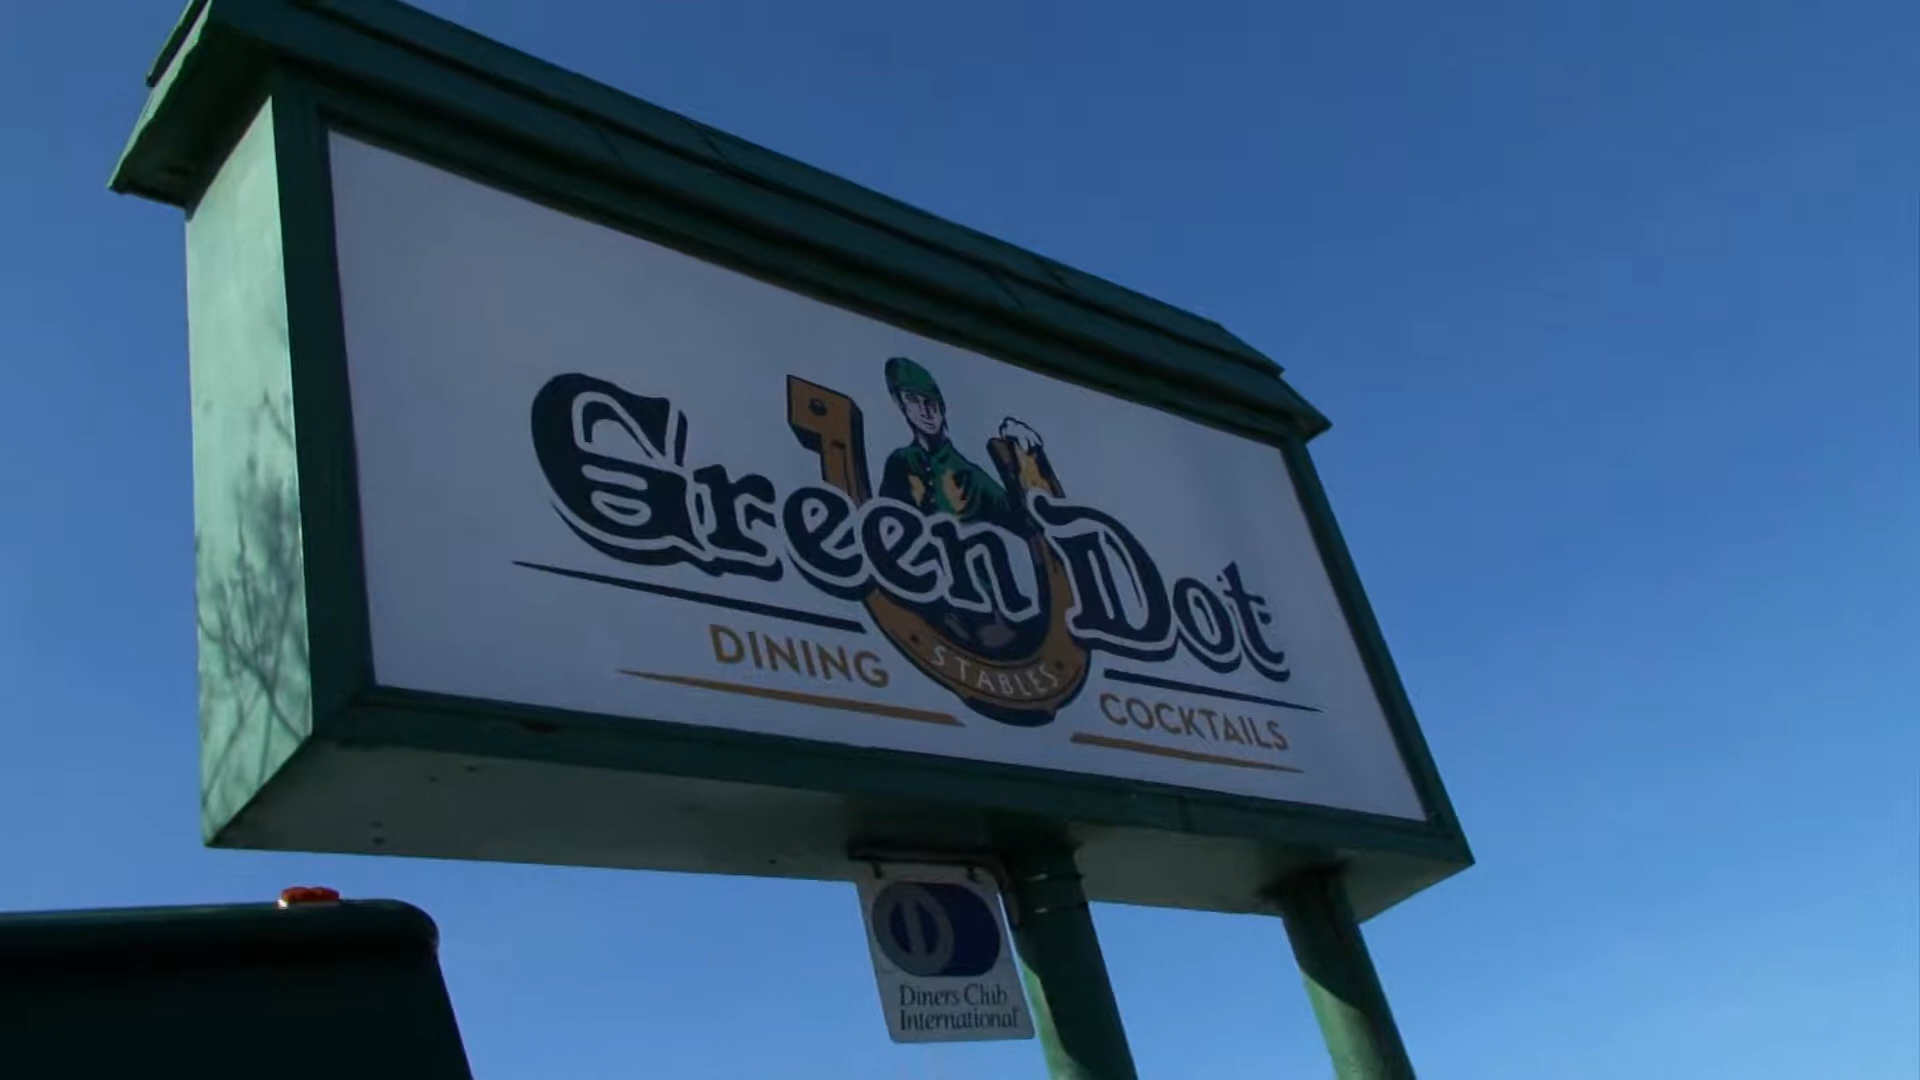 Green Dot
STABLES
DINING
COCKTAILS
Diners Club
International